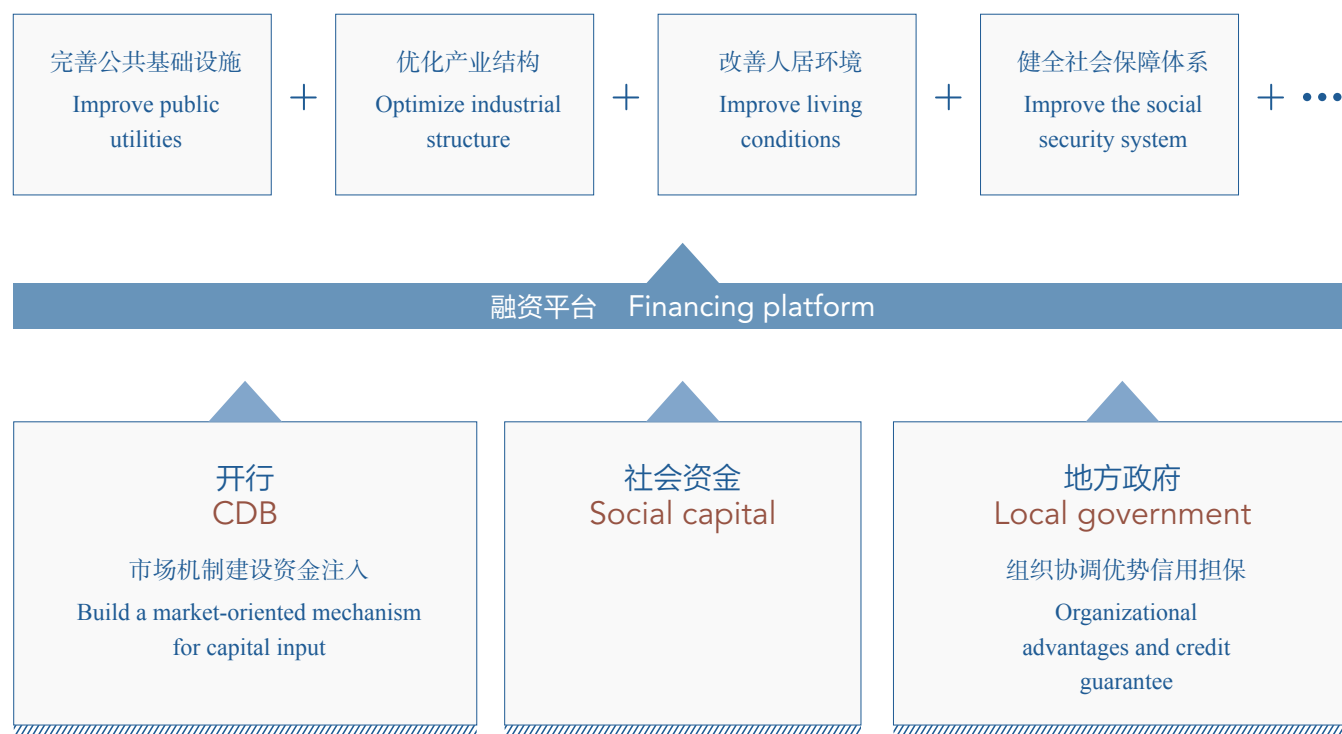 完善公共基础设施
Improve public
utilities
+
优化产业结构
Optimize industrial
structure
+
改善人居环境
Improve living
conditions
+
健全社会保障体系
Improve the social
security system
+ •••
融资平台 Financing platform
开行
CDB
市场机制建设资金注入
Build a market-oriented mechanism
for capital input
社会资金
Social capital
地方政府
Local government
组织协调优势信用担保
Organizational
advantages and credit
guarantee